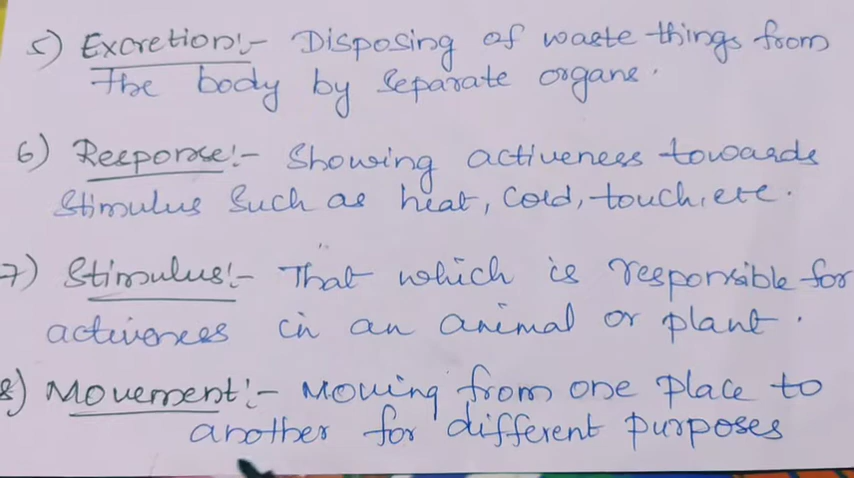 5) Excretion:- Disposing of waste things from
The body by separate organs.
6) Response:- Showing activeness towards
Stimulus Such as heat, Cold, touch, etc.
7) Stimulus:- That which is responsible for
activeness in an animal or plant.
8) Movement:- Moving from one place to
another for different purposes